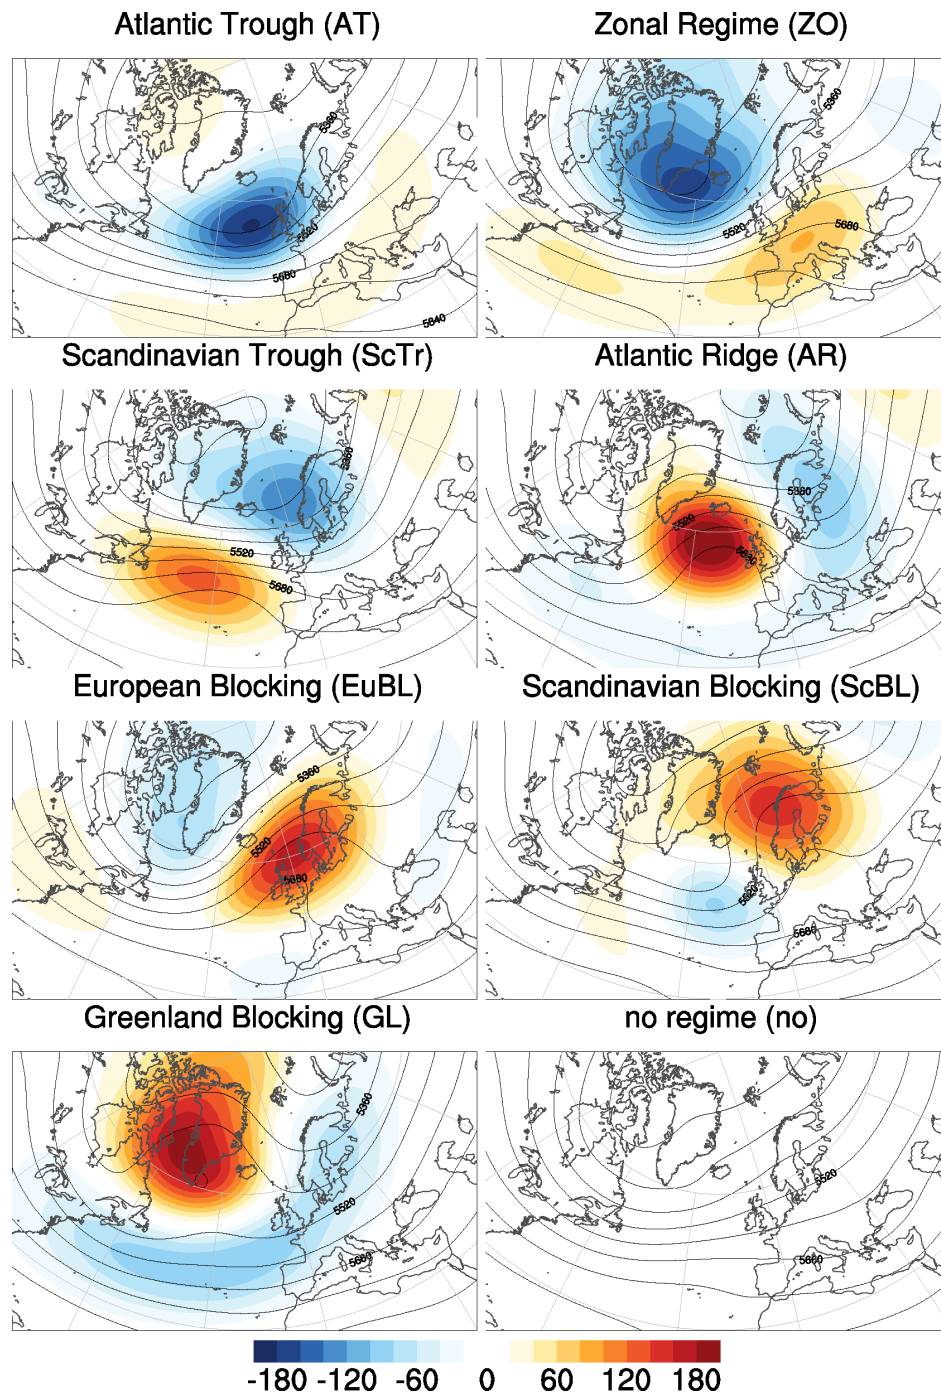 Atlantic Trough (AT)
Zonal Regime (ZO)
5360
5520
5680
5840
5360
5520
5680
Scandinavian Trough (ScTr)
Atlantic Ridge (AR)
5360
5520
5680
5360
5520
5680
European Blocking (EuBL)
Scandinavian Blocking (ScBL)
5360
5520
5680
5520
5680
Greenland Blocking (GL)
no regime (no)
5360
5520
5680
5520
5680
-180 -120 -60 0 60 120 180